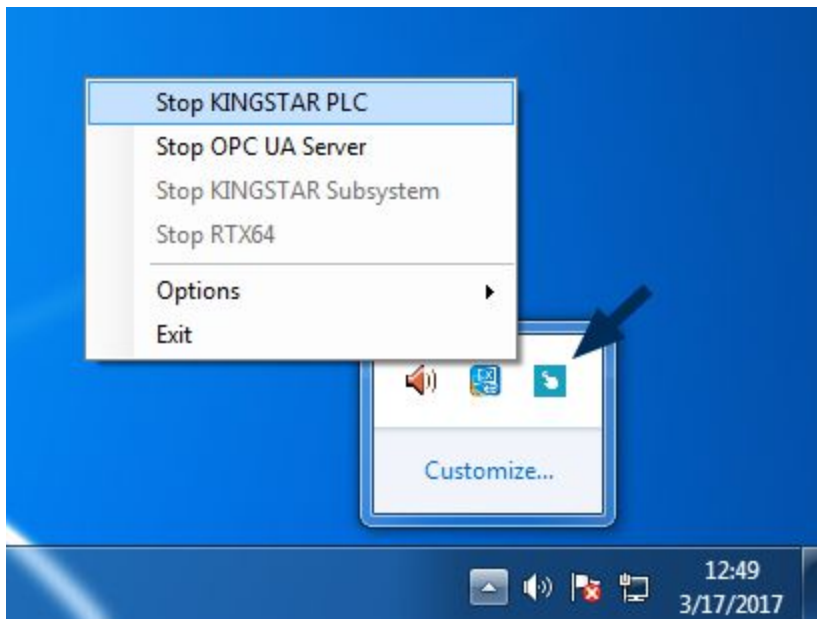 Stop KINGSTAR PLC
Stop OPC UA Server
Stop KINGSTAR Subsystem
Stop RTX64
Options
Exit
Customize...
12:49
3/17/2017